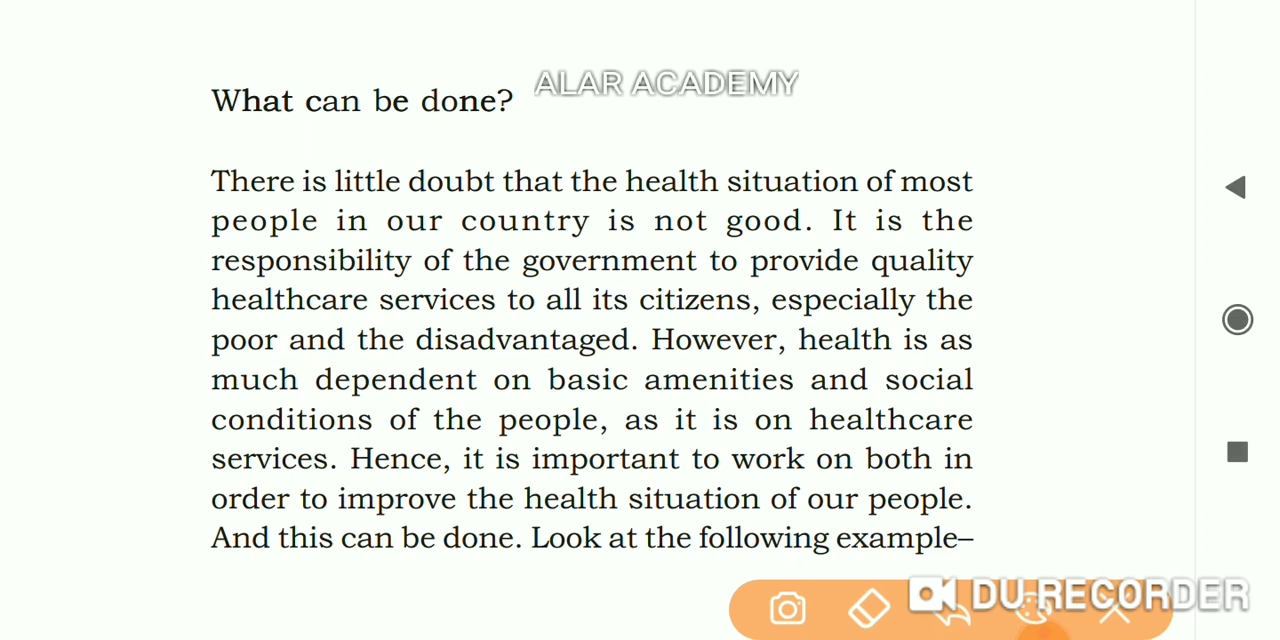 What can be done?
ALAR ACADEMY
There is little doubt that the health situation of most
people in our country is not good. It is the
responsibility of the government to provide quality
healthcare services to all its citizens, especially the
poor and the disadvantaged. However, health is as
much dependent on basic amenities and social
conditions of the people, as it is on healthcare
services. Hence, it is important to work on both in
order to improve the health situation of our people.
And this can be done. Look at the following example–
DU RECORDER